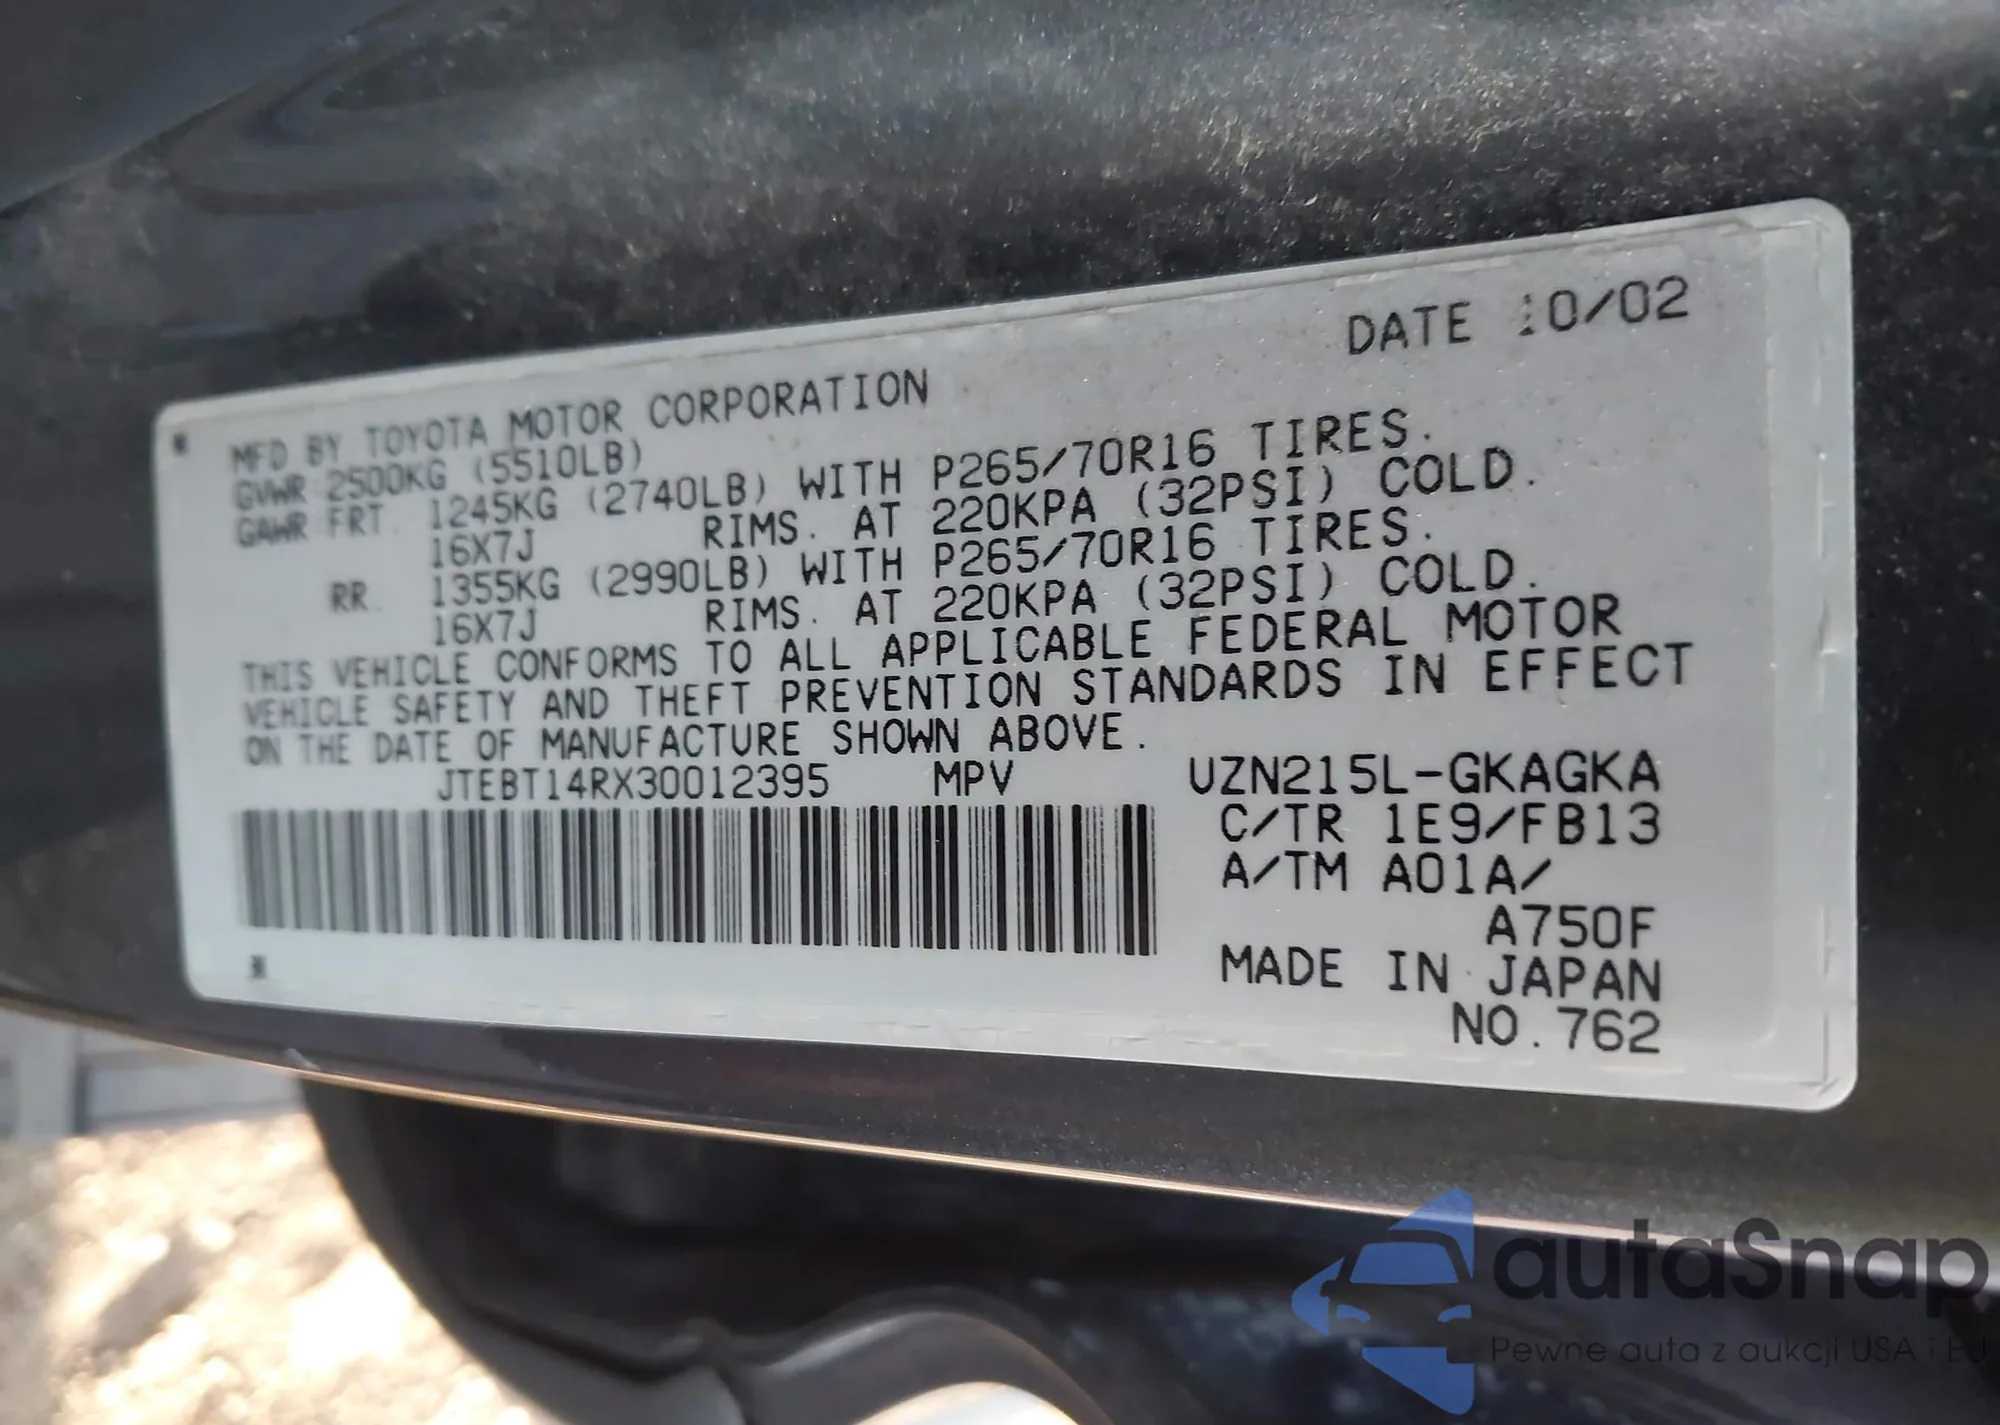 DATE 10/02
MFD BY TOYOTA MOTOR CORPORATION
GVWR 2500KG (5510LB)
GAWR FRT. 1245KG (2740LB) WITH P265/70R16 TIRES.
16X7J RIMS. AT 220KPA (32PSI) COLD.
RR. 1355KG (2990LB) WITH P265/70R16 TIRES.
16X7J RIMS. AT 220KPA (32PSI) COLD.
THIS VEHICLE CONFORMS TO ALL APPLICABLE FEDERAL MOTOR
VEHICLE SAFETY AND THEFT PREVENTION STANDARDS IN EFFECT
ON THE DATE OF MANUFACTURE SHOWN ABOVE.
JTEBT14RX30012395 MPV UZN215L-GKAGKA
C/TR 1E9/FB13
A/TM A01A/
A750F
MADE IN JAPAN
NO.762
autaSnap
Pewne auta z aukcji USA i EU